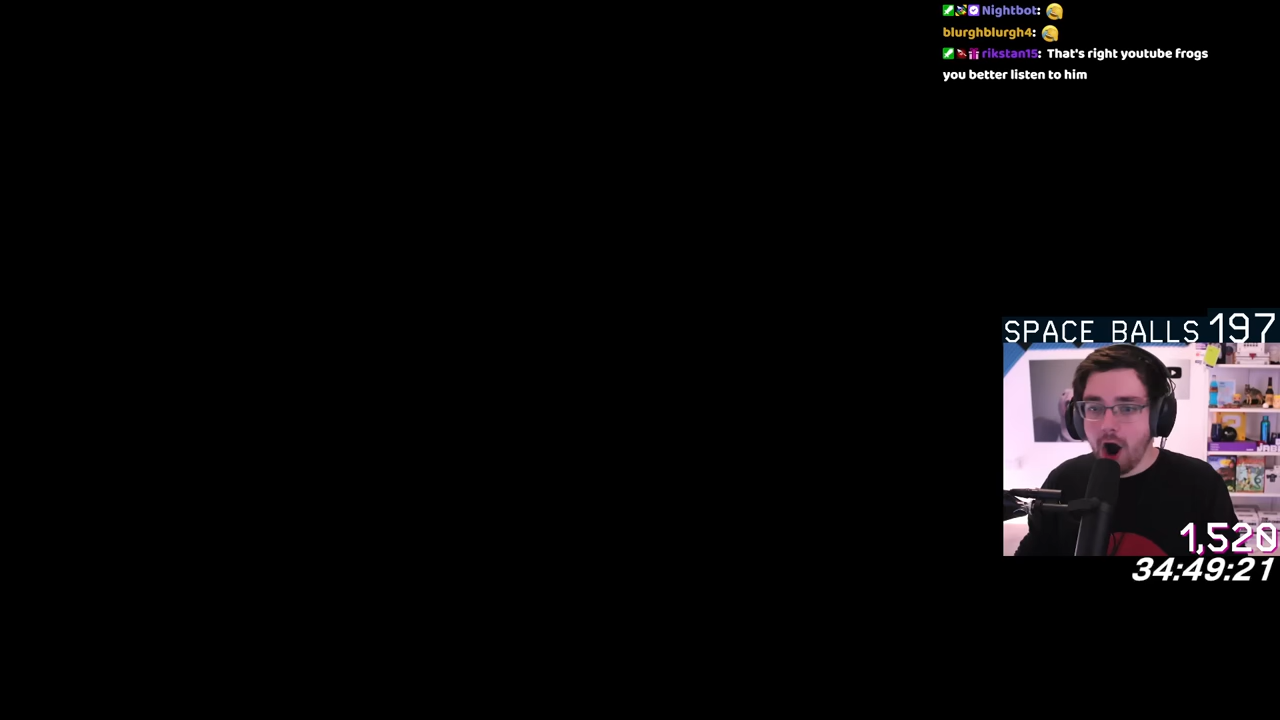 Nightbot:
blurghblurgh4:
rikstan15: That's right youtube frogs
you better listen to him
SPACE BALLS 197
1,520
34:49:21